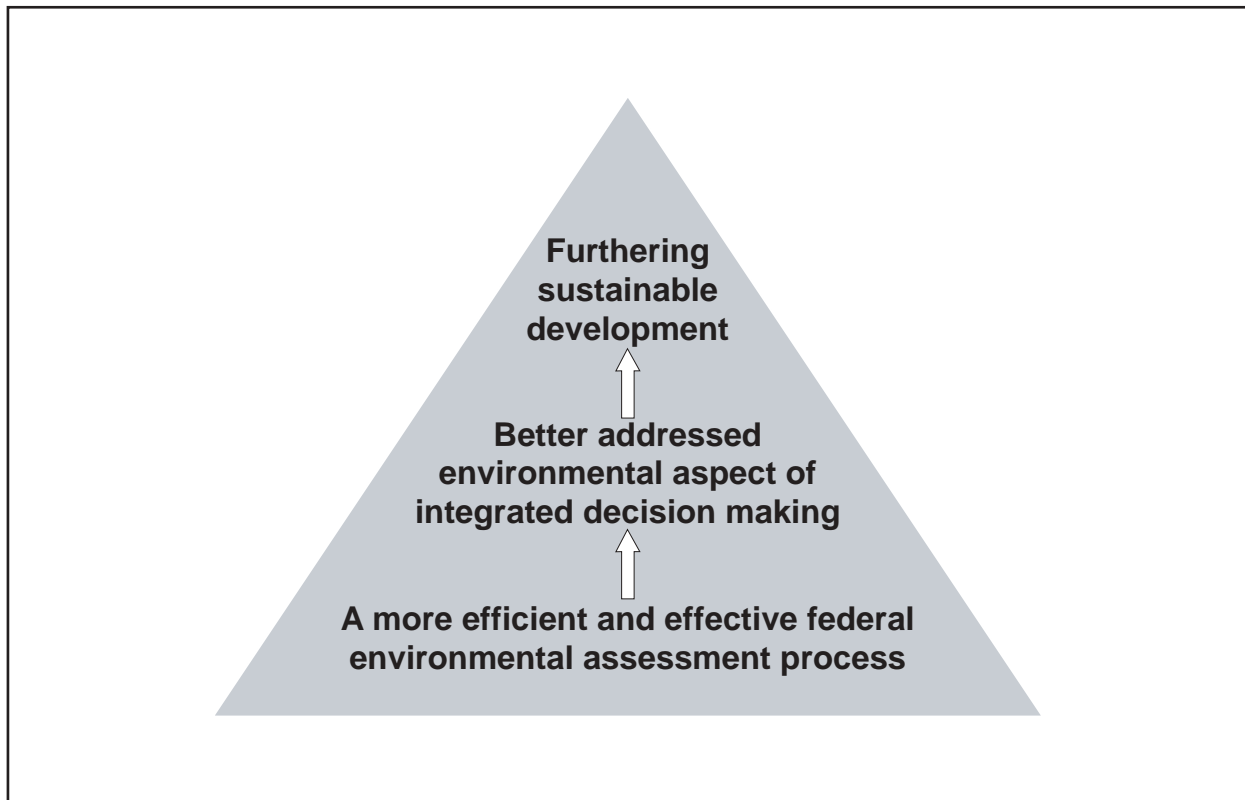 Furthering
sustainable
development
Better addressed
environmental aspect of
integrated decision making
A more efficient and effective federal
environmental assessment process